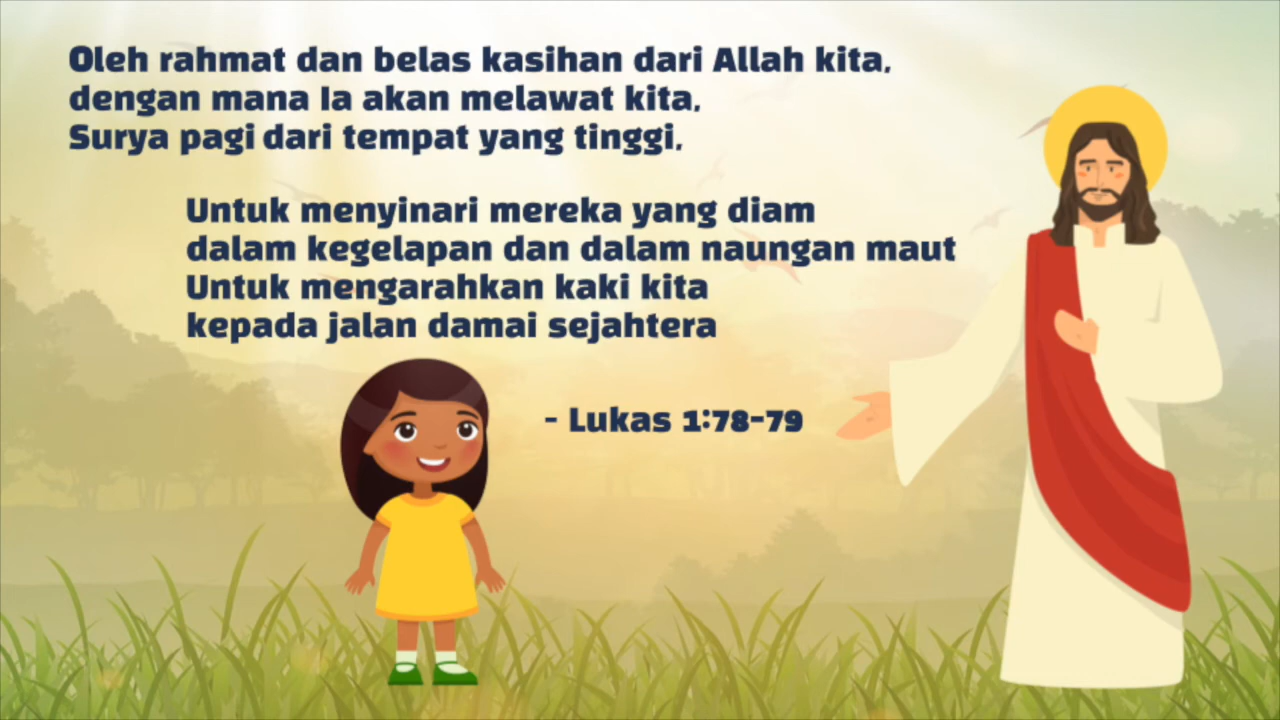 Oleh rahmat dan belas kasihan dari Allah kita,
dengan mana Ia akan melawat kita,
Surya pagi dari tempat yang tinggi,
Untuk menyinari mereka yang diam
dalam kegelapan dan dalam naungan maut
Untuk mengarahkan kaki kita
kepada jalan damai sejahtera
- Lukas 1:78-79